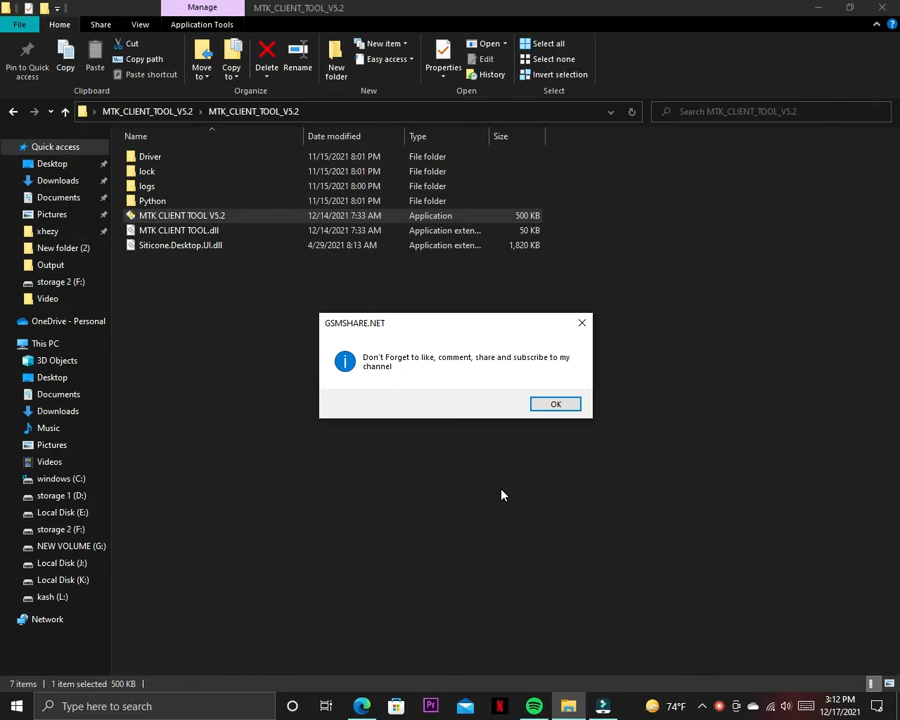 Manage
MTK_CLIENT_TOOL_V5.2
File
Home
Share
View
Application Tools
Pin to Quick access
Copy
Paste
Cut
Copy path
Paste shortcut
Clipboard
Move to
Copy to
Delete
Rename
Organize
New folder
New item
Easy access
New
Properties
Open
Edit
History
Open
Select all
Select none
Invert selection
Select
MTK_CLIENT_TOOL_V5.2 > MTK_CLIENT_TOOL_V5.2
Search MTK_CLIENT_TOOL_V5.2
Name Date modified Type Size
Driver 11/15/2021 8:01 PM File folder
lock 11/15/2021 8:01 PM File folder
logs 11/15/2021 8:00 PM File folder
Python 11/15/2021 8:01 PM File folder
MTK CLIENT TOOL V5.2 12/14/2021 7:33 AM Application 500 KB
MTK CLIENT TOOL.dll 12/14/2021 7:33 AM Application exten... 50 KB
Siticone.Desktop.UI.dll 4/29/2021 8:13 AM Application exten... 1,820 KB
Quick access
Desktop
Downloads
Documents
Pictures
xhezy
New folder (2)
Output
storage 2 (F:)
Video
OneDrive - Personal
This PC
3D Objects
Desktop
Documents
Downloads
Music
Pictures
Videos
windows (C:)
storage 1 (D:)
Local Disk (E:)
storage 2 (F:)
NEW VOLUME (G:)
Local Disk (J:)
Local Disk (K:)
kash (L:)
Network
GSMSHARE.NET
Don't Forget to like, comment, share and subscribe to my
channel
OK
7 items 1 item selected 500 KB
Type here to search
Pr
N
74°F
3:12 PM
12/17/2021